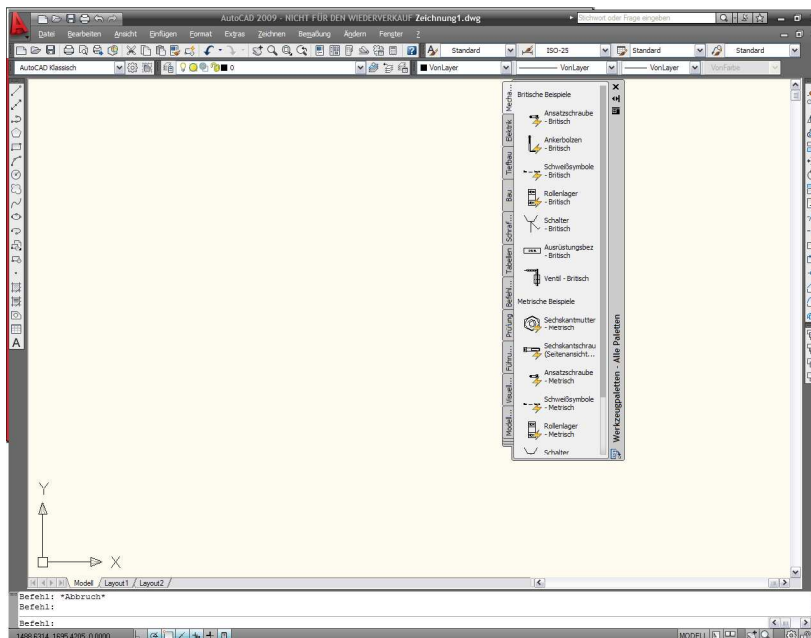 AutoCAD 2009 - NICHT FÜR DEN WIEDERVERKAUF Zeichnung1.dwg
Stichwort oder Frage eingeben
Datei Bearbeiten Ansicht Einfügen Format Extras Zeichnen Bemaßung Ändern Fenster ?
Standard ISO-25 Standard Standard
AutoCAD Klassisch 0 VonLayer VonLayer VonLayer VonFarbe
Mecha...
Elektrik
Tiefbau
Bau
Schraf...
Tabellen
Befehl...
Prüfung
Führu...
Visuell...
Modell...
Britische Beispiele
Ansatzschraube
- Britisch
Ankerbolzen
- Britisch
Schweißsymbole
- Britisch
Rollenlager
- Britisch
Schalter
- Britisch
Ausrüstungsbez
- Britisch
Ventil - Britisch
Metrische Beispiele
Sechskantmutter
- Metrisch
Sechskantschrau
(Seitenansicht...
Ansatzschraube
- Metrisch
Schweißsymbole
- Metrisch
Rollenlager
- Metrisch
Schalter
Werkzeugpaletten - Alle Paletten
A
Y
X
Modell Layout1 Layout2
Befehl: *Abbruch*
Befehl:
Befehl:
1488.6314, 1695.4205, 0.0000 MODELL